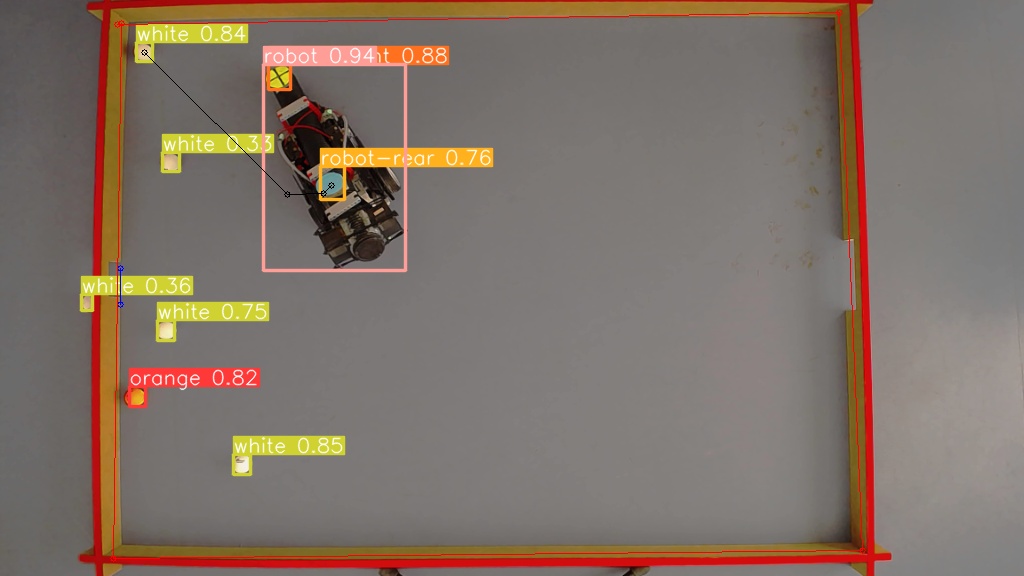 white 0.84
robot 0.94
t 0.88
white 0.33
robot-rear 0.76
white 0.36
white 0.75
orange 0.82
white 0.85